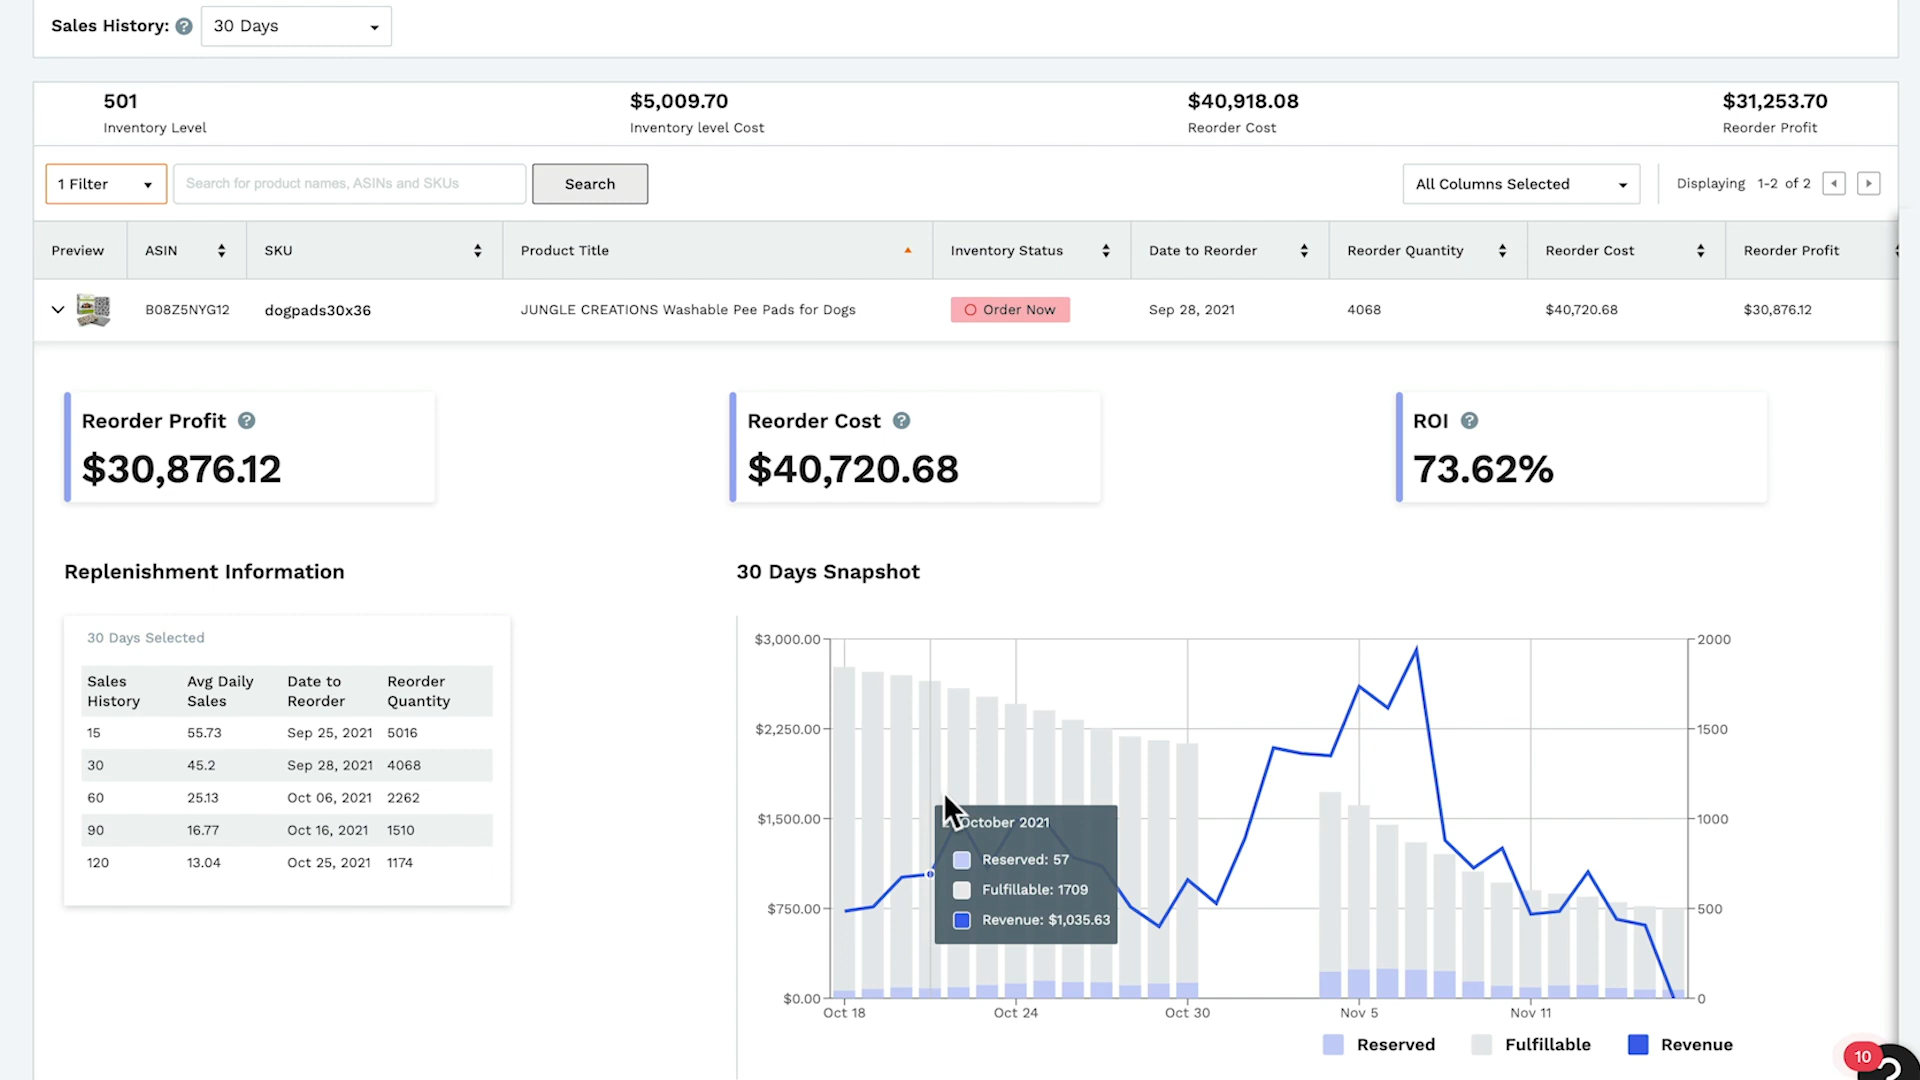 Sales History: ? 30 Days
501 $5,009.70 $40,918.08 $31,253.70
Inventory Level Inventory level Cost Reorder Cost Reorder Profit
1 Filter Search for product names, ASINs and SKUs Search All Columns Selected Displaying 1-2 of 2
Preview ASIN SKU Product Title Inventory Status Date to Reorder Reorder Quantity Reorder Cost Reorder Profit
B08Z5NYG12 dogpads30x36 JUNGLE CREATIONS Washable Pee Pads for Dogs Order Now Sep 28, 2021 4068 $40,720.68 $30,876.12
Reorder Profit ?
$30,876.12
Reorder Cost ?
$40,720.68
ROI ?
73.62%
Replenishment Information
30 Days Selected
Sales History Avg Daily Sales Date to Reorder Reorder Quantity
15 55.73 Sep 25, 2021 5016
30 45.2 Sep 28, 2021 4068
60 25.13 Oct 06, 2021 2262
90 16.77 Oct 16, 2021 1510
120 13.04 Oct 25, 2021 1174
30 Days Snapshot
$3,000.00 2000
$2,250.00 1500
$1,500.00 1000
October 2021
Reserved: 57
Fulfillable: 1709
Revenue: $1,035.63
$750.00 500
$0.00 0
Oct 18 Oct 24 Oct 30 Nov 5 Nov 11
Reserved Fulfillable Revenue
10
?